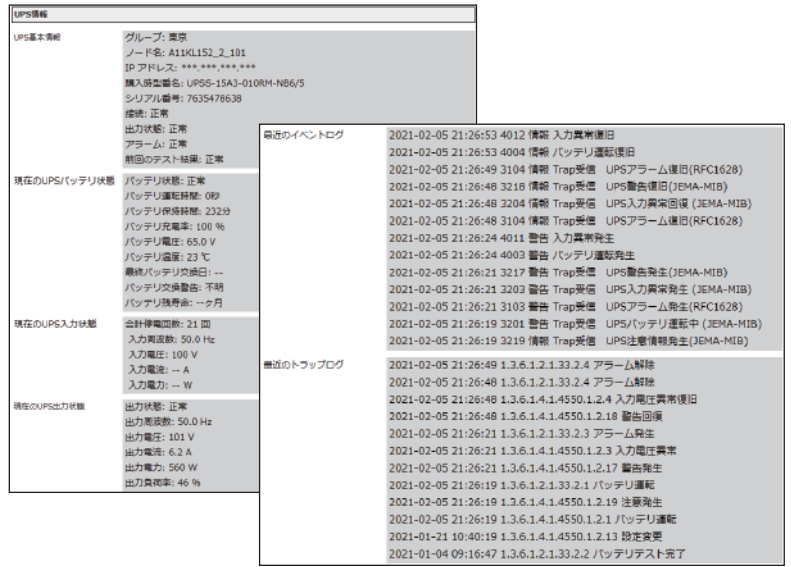 UPS情報
UPS基本情報
グループ: 東京
ノード名: A11KL152_2_101
IP アドレス: ***.***.***.***
購入時型番名: UPSS-15A3-010RM-NB6/5
シリアル番号: 7635478638
接続: 正常
出力状態: 正常
アラーム: 正常
前回のテスト結果: 正常
現在のUPSバッテリ状態
バッテリ状態: 正常
バッテリ運転時間: 0秒
バッテリ保持時間: 232分
バッテリ充電率: 100 %
バッテリ電圧: 65.0 V
バッテリ温度: 23 ℃
最終バッテリ交換日: --
バッテリ交換警告: 不明
バッテリ残寿命: --ヶ月
現在のUPS入力状態
合計停電回数: 21 回
入力周波数: 50.0 Hz
入力電圧: 100 V
入力電流: -- A
入力電力: -- W
現在のUPS出力状態
出力状態: 正常
出力周波数: 50.0 Hz
出力電圧: 101 V
出力電流: 6.2 A
出力電力: 560 W
出力負荷率: 46 %
最近のイベントログ
2021-02-05 21:26:53 4012 情報 入力異常復旧
2021-02-05 21:26:53 4004 情報 バッテリ運転復旧
2021-02-05 21:26:49 3104 情報 Trap受信 UPSアラーム復旧(RFC1628)
2021-02-05 21:26:48 3218 情報 Trap受信 UPS警告復旧(JEMA-MIB)
2021-02-05 21:26:48 3204 情報 Trap受信 UPS入力異常回復 (JEMA-MIB)
2021-02-05 21:26:48 3104 情報 Trap受信 UPSアラーム復旧(RFC1628)
2021-02-05 21:26:24 4011 警告 入力異常発生
2021-02-05 21:26:24 4003 警告 バッテリ運転発生
2021-02-05 21:26:21 3217 警告 Trap受信 UPS警告発生(JEMA-MIB)
2021-02-05 21:26:21 3203 警告 Trap受信 UPS入力異常発生 (JEMA-MIB)
2021-02-05 21:26:21 3103 警告 Trap受信 UPSアラーム発生(RFC1628)
2021-02-05 21:26:19 3201 警告 Trap受信 UPSバッテリ運転中 (JEMA-MIB)
2021-02-05 21:26:19 3219 情報 Trap受信 UPS注意情報発生(JEMA-MIB)
最近のトラップログ
2021-02-05 21:26:49 1.3.6.1.2.1.33.2.4 アラーム解除
2021-02-05 21:26:48 1.3.6.1.2.1.33.2.4 アラーム解除
2021-02-05 21:26:48 1.3.6.1.4.1.4550.1.2.4 入力電圧異常復旧
2021-02-05 21:26:48 1.3.6.1.4.1.4550.1.2.18 警告回復
2021-02-05 21:26:21 1.3.6.1.2.1.33.2.3 アラーム発生
2021-02-05 21:26:21 1.3.6.1.4.1.4550.1.2.3 入力電圧異常
2021-02-05 21:26:21 1.3.6.1.4.1.4550.1.2.17 警告発生
2021-02-05 21:26:19 1.3.6.1.2.1.33.2.1 バッテリ運転
2021-02-05 21:26:19 1.3.6.1.4.1.4550.1.2.19 注意発生
2021-02-05 21:26:19 1.3.6.1.4.1.4550.1.2.1 バッテリ運転
2021-01-21 10:40:19 1.3.6.1.4.1.4550.1.2.13 設定変更
2021-01-04 09:16:47 1.3.6.1.2.1.33.2.2 バッテリテスト完了